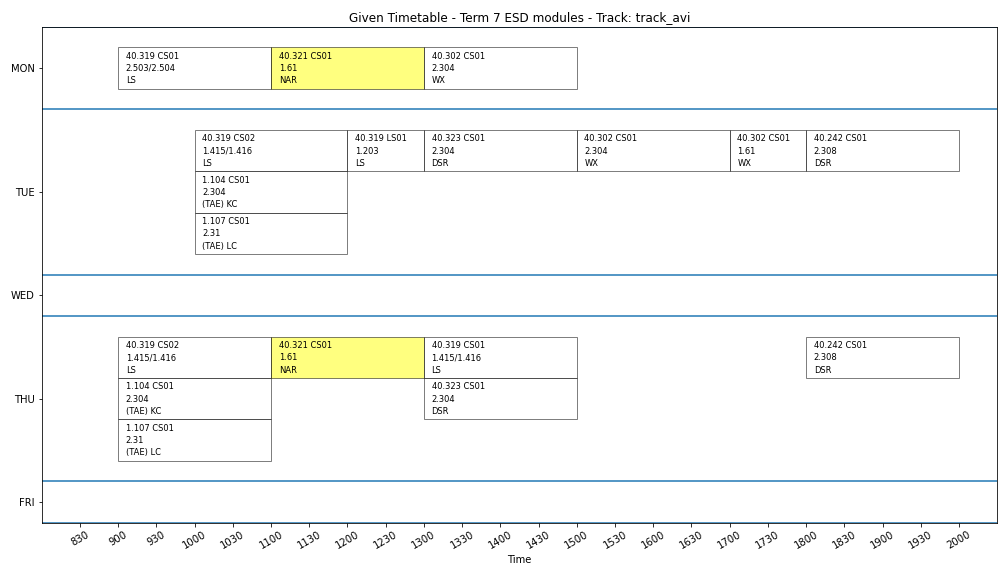 Given Timetable - Term 7 ESD modules - Track: track_avi
MON
40.319 CS01
2.503/2.504
LS
40.321 CS01
1.61
NAR
40.302 CS01
2.304
WX
TUE
40.319 CS02
1.415/1.416
LS
40.319 LS01
1.203
LS
40.323 CS01
2.304
DSR
40.302 CS01
2.304
WX
40.302 CS01
1.61
WX
40.242 CS01
2.308
DSR
1.104 CS01
2.304
(TAE) KC
1.107 CS01
2.31
(TAE) LC
WED
THU
40.319 CS02
1.415/1.416
LS
40.321 CS01
1.61
NAR
40.319 CS01
1.415/1.416
LS
40.242 CS01
2.308
DSR
1.104 CS01
2.304
(TAE) KC
40.323 CS01
2.304
DSR
1.107 CS01
2.31
(TAE) LC
FRI
830 900 930 1000 1030 1100 1130 1200 1230 1300 1330 1400 1430 1500 1600 1630 1700 1730 1800 1830 1900 1930 2000
Time